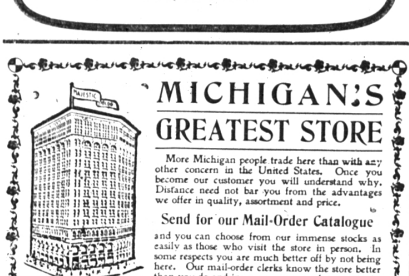 MAJESTIC
MICHIGAN'S
GREATEST STORE
More Michigan people trade here than with any
other concern in the United States. Once you
become our customer you will understand why.
Distance need not bar you from the advantages
we offer in quality, assortment and price.
Send for our Mail-Order Catalogue
and you can choose from our immense stocks as
easily as those who visit the store in person. In
some respects you are much better off by not being
here. Our mail-order clerks know the store better